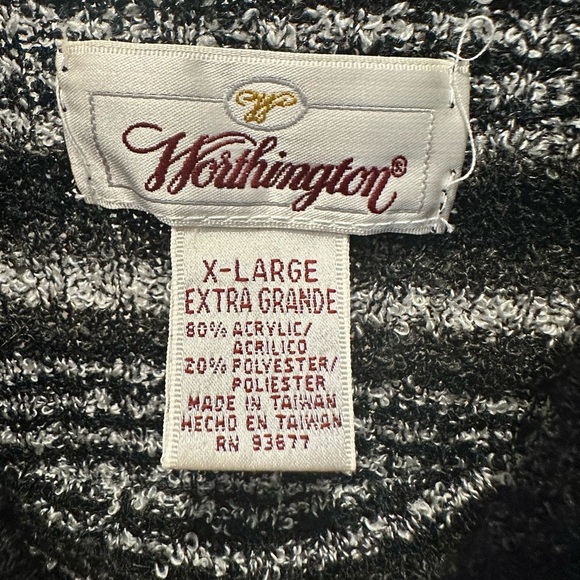 W
Worthington®
X-LARGE
EXTRA GRANDE
80% ACRYLIC/
ACRILICO
20% POLYESTER/
POLIESTER
MADE IN TAIWAN
HECHO EN TAIWAN
RN 93677